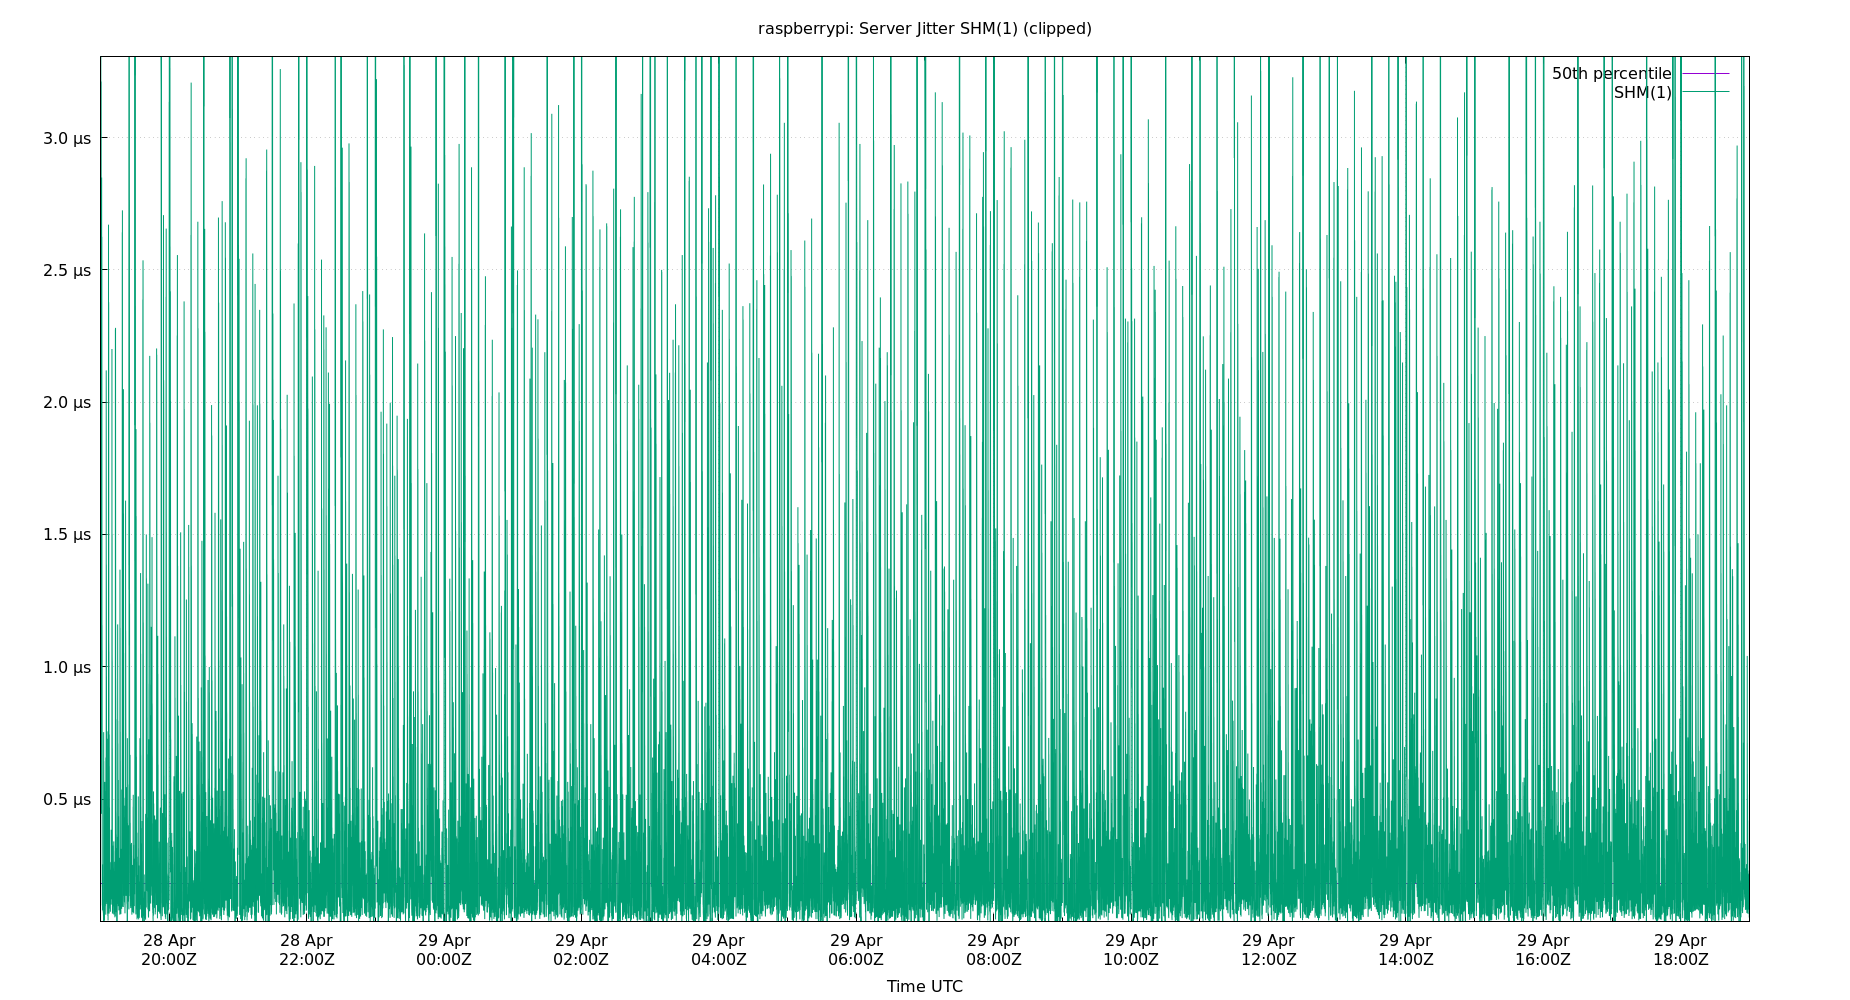 raspberrypi: Server Jitter SHM(1) (clipped)
50th percentile
SHM(1)
3.0 µs
2.5 µs
2.0 µs
1.5 µs
1.0 µs
0.5 µs
28 Apr 28 Apr 29 Apr 29 Apr 29 Apr 29 Apr 29 Apr 29 Apr 29 Apr 29 Apr 29 Apr 29 Apr
20:00Z 22:00Z 00:00Z 02:00Z 04:00Z 06:00Z 08:00Z 10:00Z 12:00Z 14:00Z 16:00Z 18:00Z
Time UTC